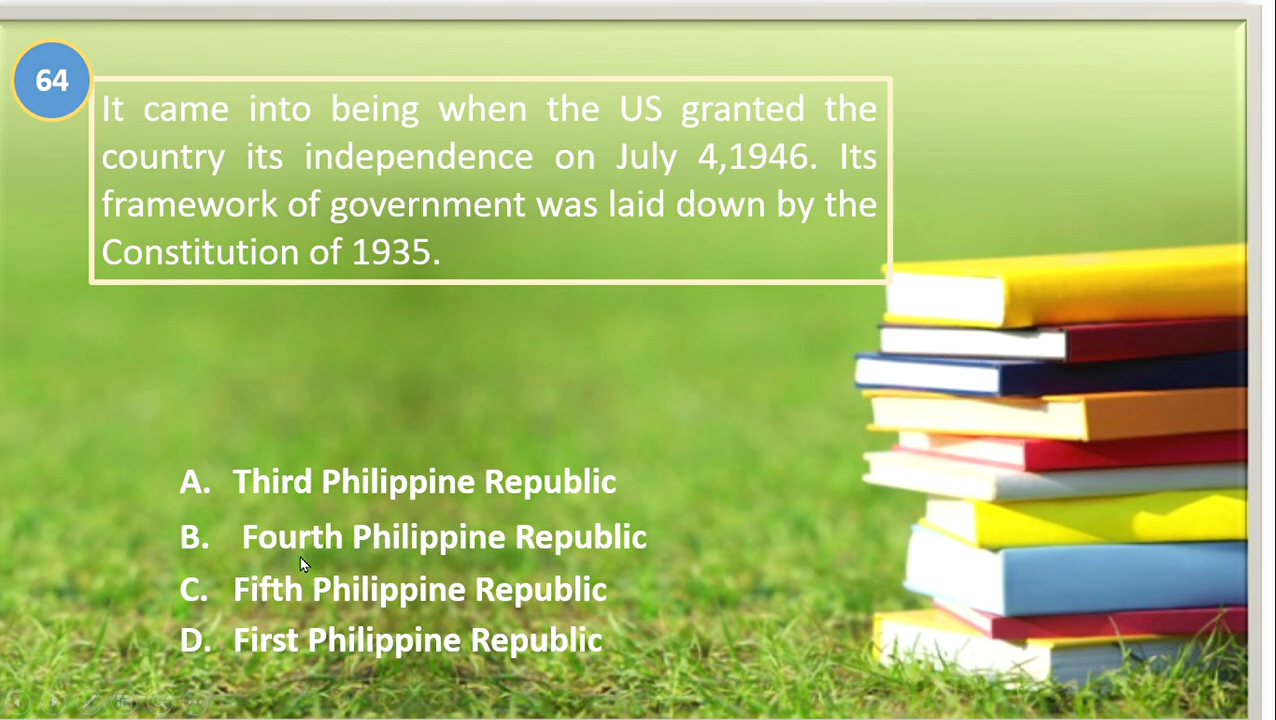 64
It came into being when the US granted the
country its independence on July 4,1946. Its
framework of government was laid down by the
Constitution of 1935.
A. Third Philippine Republic
B. Fourth Philippine Republic
C. Fifth Philippine Republic
D. First Philippine Republic